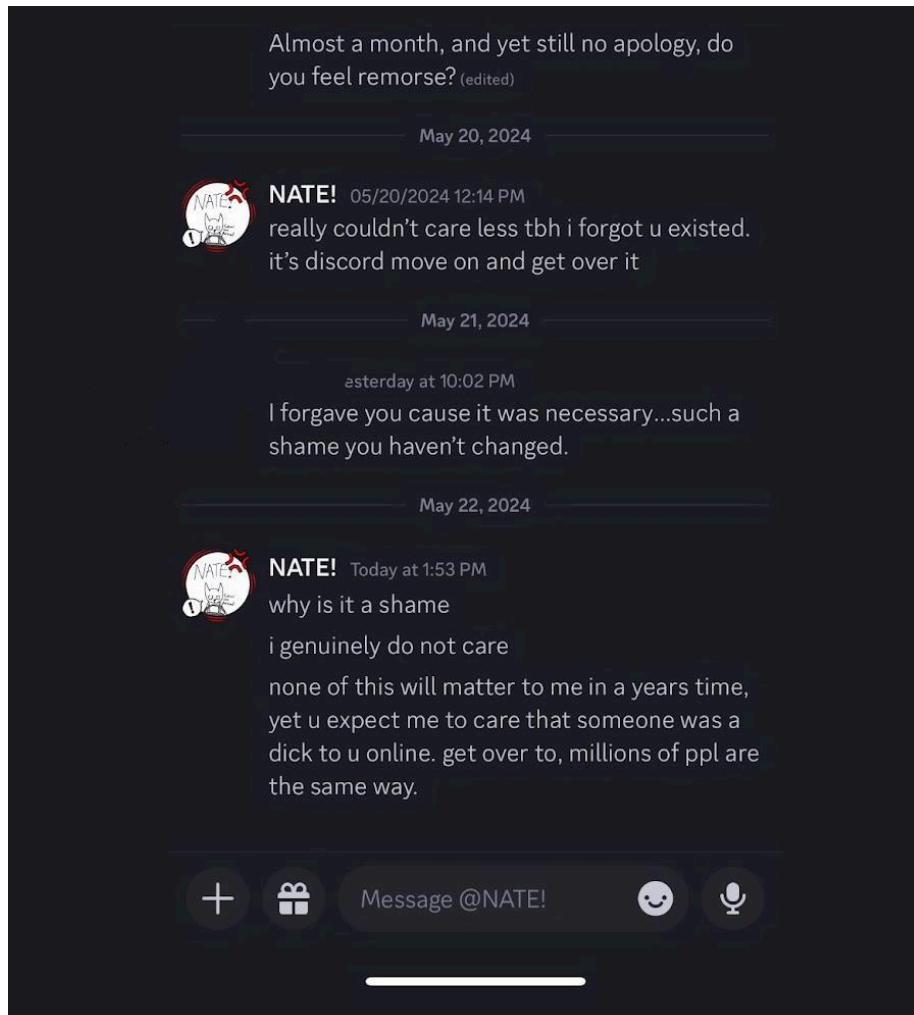 Almost a month, and yet still no apology, do
you feel remorse? (edited)
May 20, 2024
NATE!
NATE! 05/20/2024 12:14 PM
really couldn't care less tbh i forgot u existed.
it's discord move on and get over it
May 21, 2024
esterday at 10:02 PM
I forgave you cause it was necessary...such a
shame you haven't changed.
May 22, 2024
NATE!
NATE! Today at 1:53 PM
why is it a shame
i genuinely do not care
none of this will matter to me in a years time,
yet u expect me to care that someone was a
dick to u online. get over to, millions of ppl are
the same way.
Message @NATE!